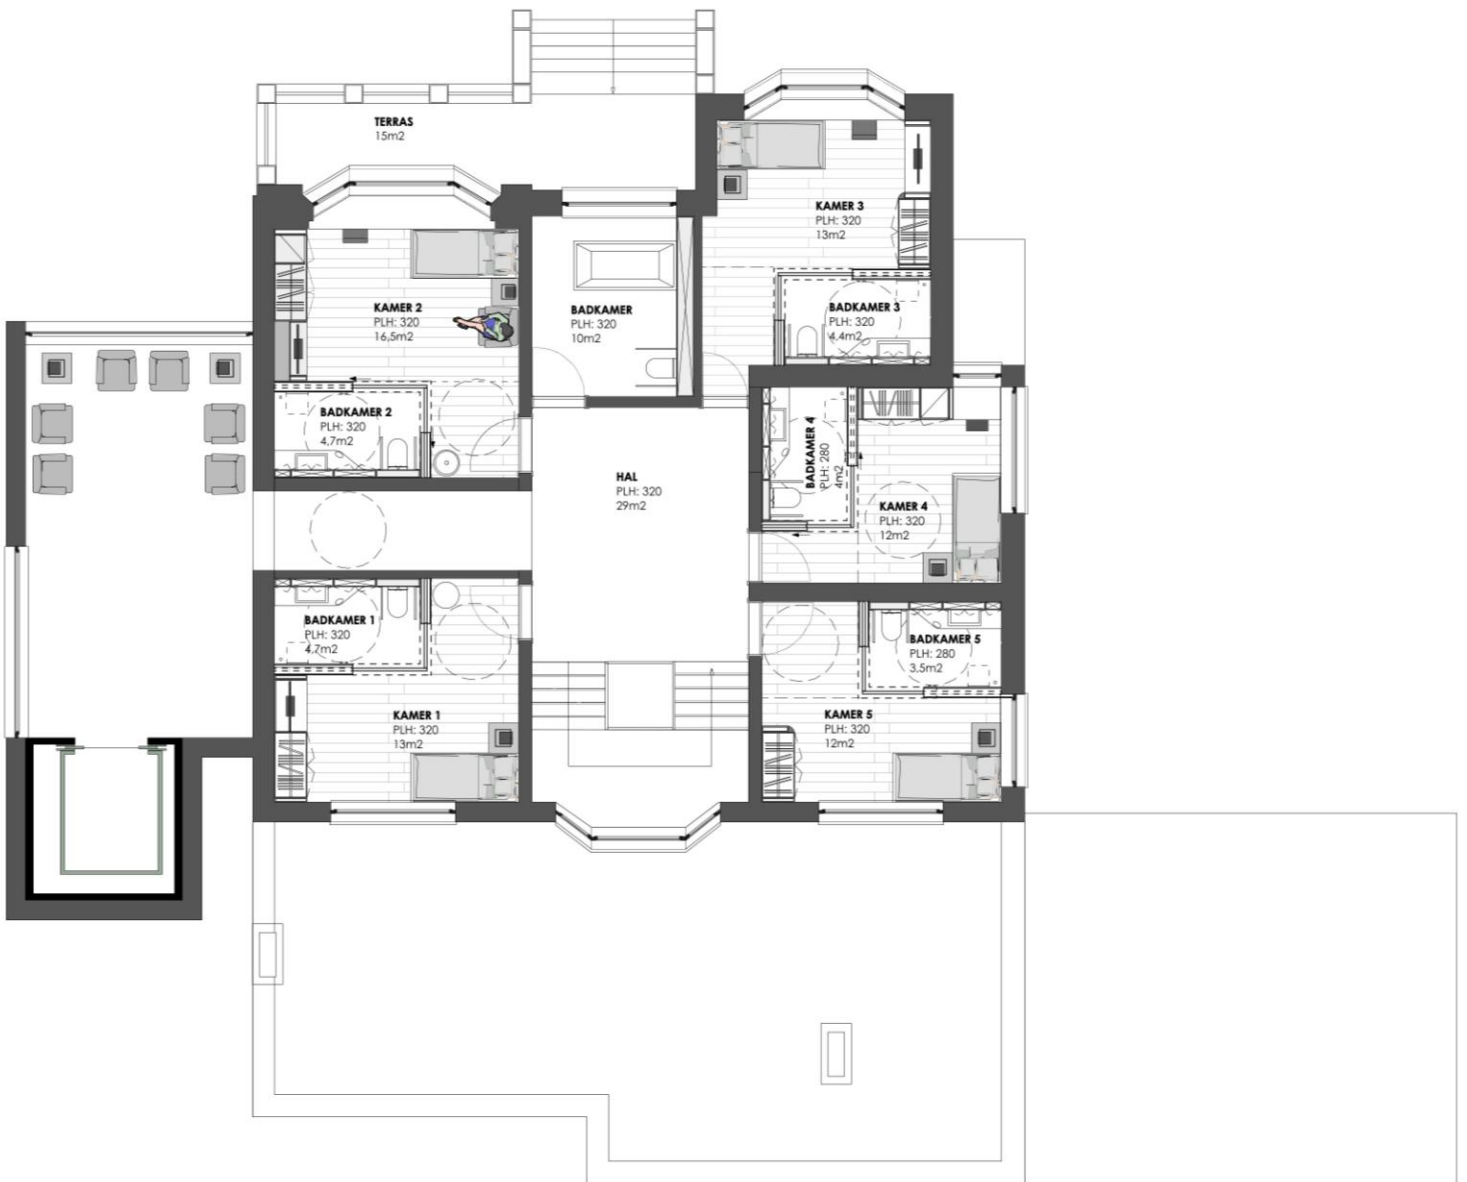 TERRAS
15m2
KAMER 3
PLH: 320
13m2
KAMER 2
PLH: 320
16,5m2
BADKAMER
PLH: 320
10m2
BADKAMER 3
PLH: 320
4,4m2
BADKAMER 2
PLH: 320
4,7m2
BADKAMER 4
PLH: 280
4m2
HAL
PLH: 320
29m2
KAMER 4
PLH: 320
12m2
BADKAMER 1
PLH: 320
4,7m2
BADKAMER 5
PLH: 280
3,5m2
KAMER 1
PLH: 320
13m2
KAMER 5
PLH: 320
12m2